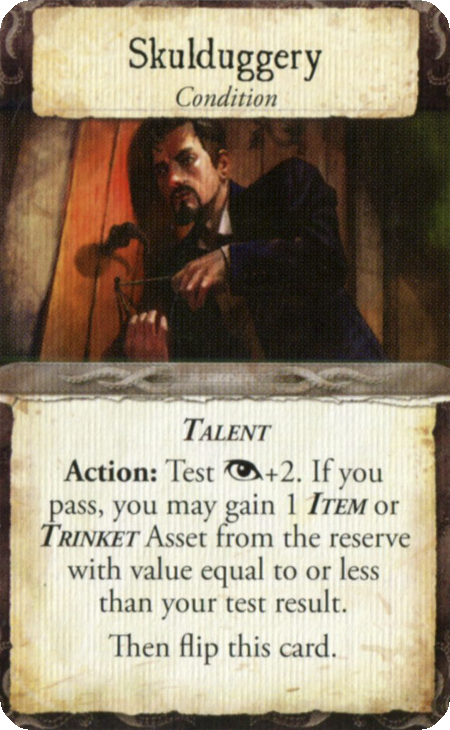 Skulduggery
Condition
TALENT
Action: Test +2. If you
pass, you may gain 1 ITEM or
TRINKET Asset from the reserve
with value equal to or less
than your test result.
Then flip this card.